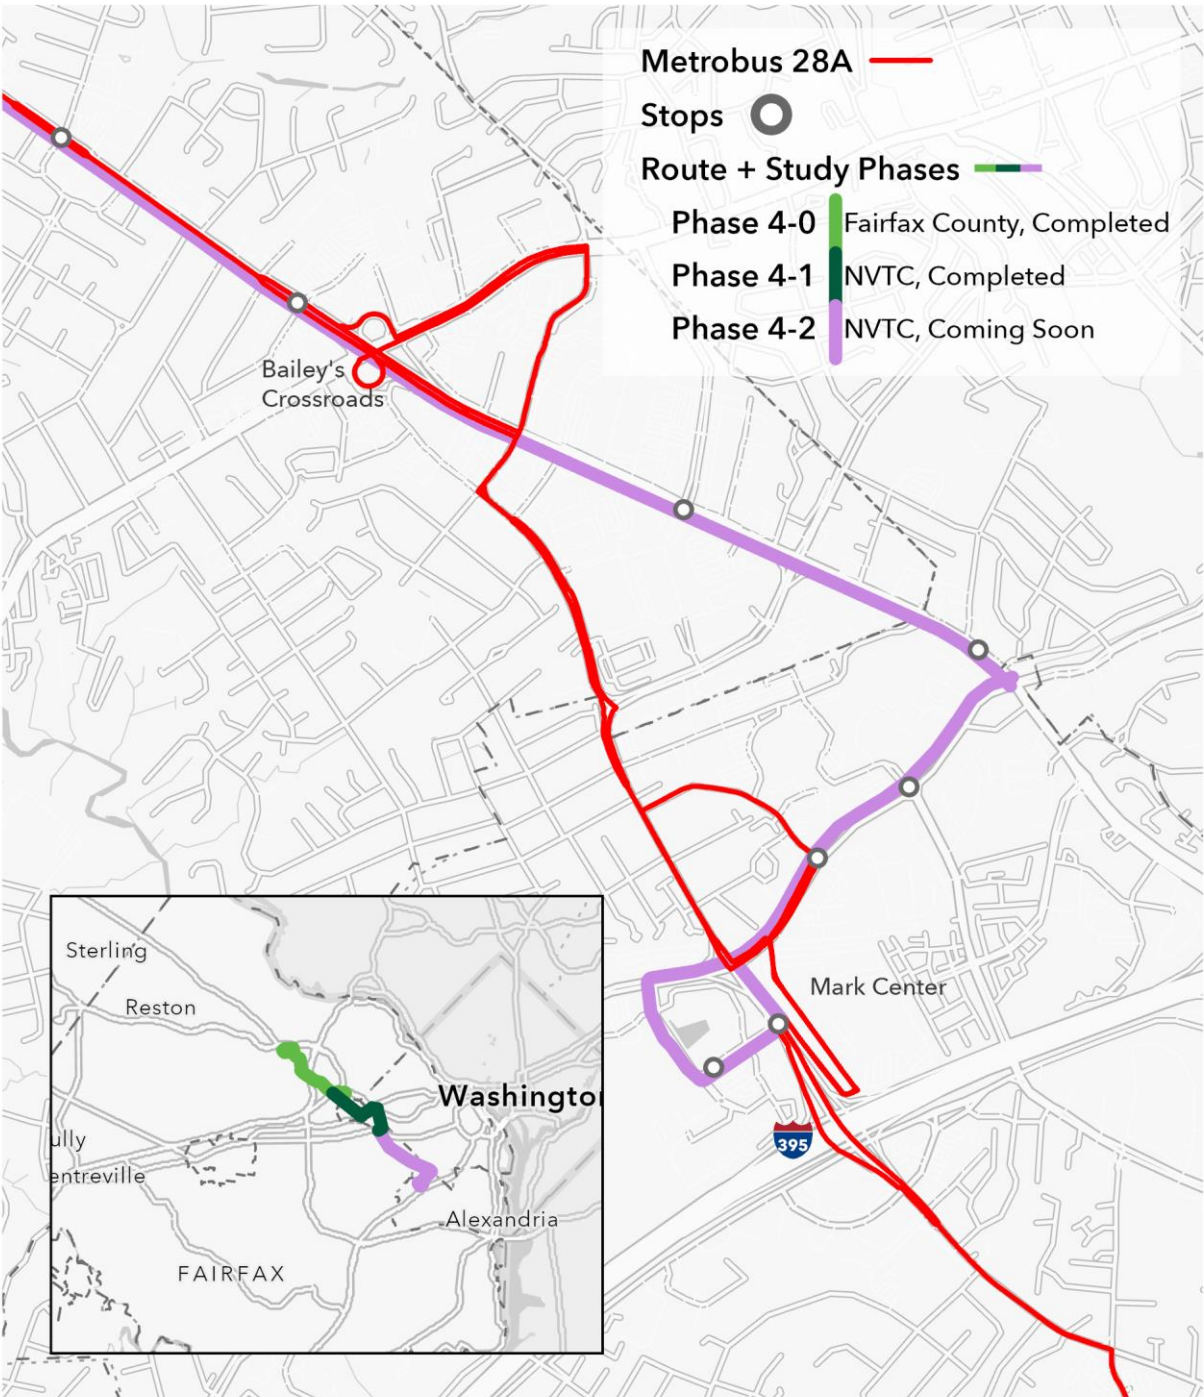 Metrobus 28A
Stops
Route + Study Phases
Phase 4-0 Fairfax County, Completed
Phase 4-1 NVTC, Completed
Phase 4-2 NVTC, Coming Soon
Bailey's
Crossroads
Mark Center
395
Sterling
Reston
Washington
ully
entreville
Alexandria
FAIRFAX